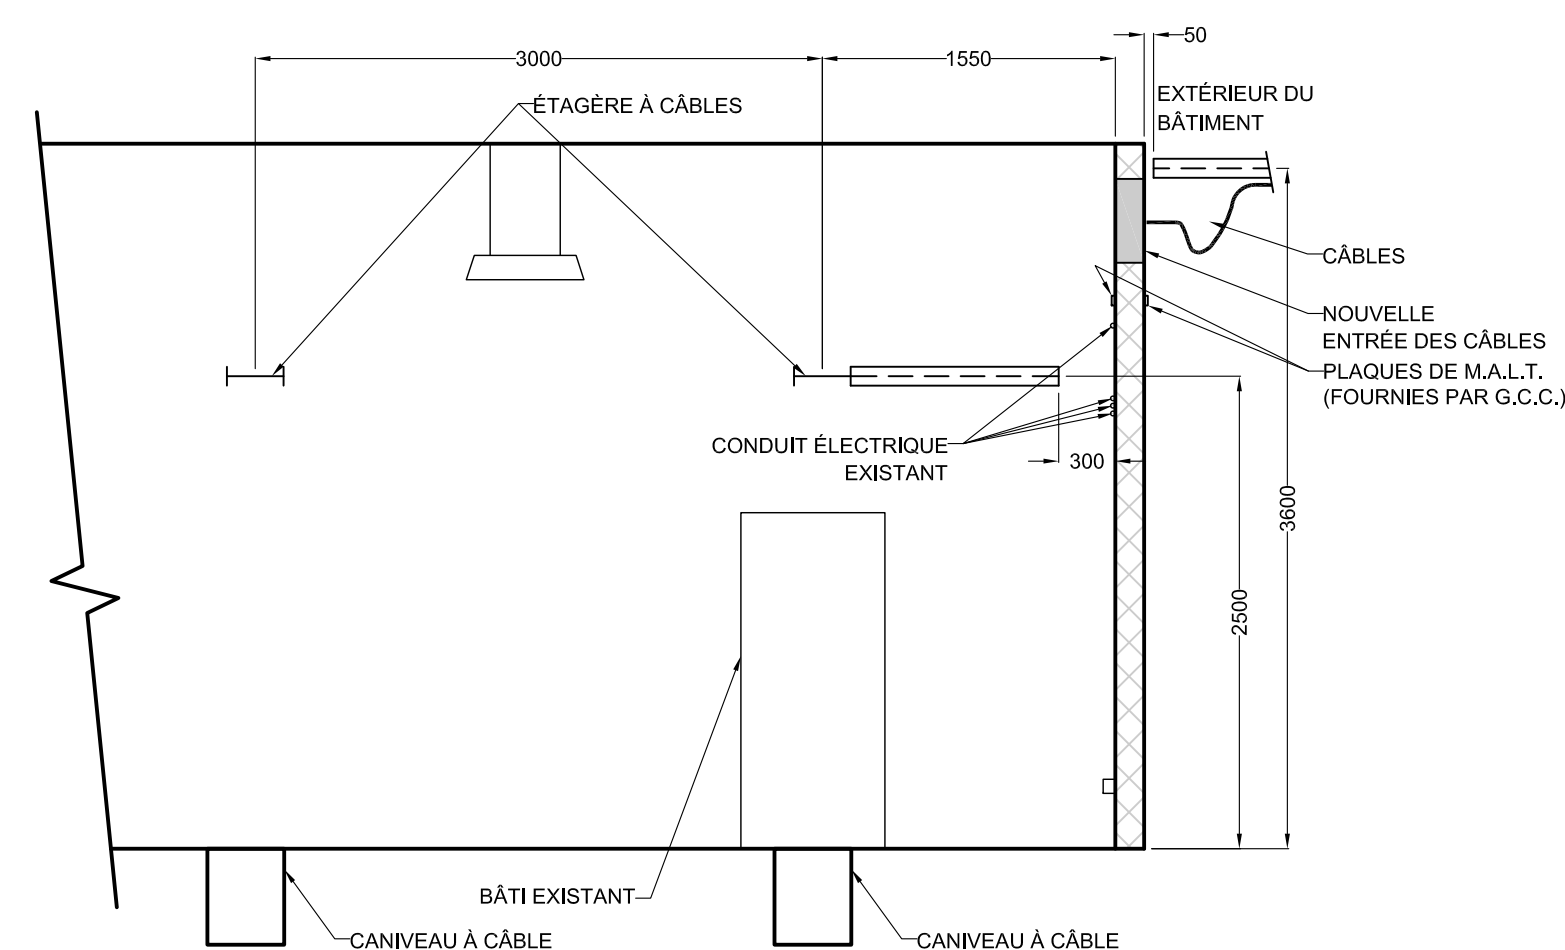 50
3000
1550
EXTÉRIEUR DU
BÂTIMENT
ÉTAGÈRE À CÂBLES
CÂBLES
NOUVELLE
ENTRÉE DES CÂBLES
PLAQUES DE M.A.L.T.
(FOURNIES PAR G.C.C.)
CONDUIT ÉLECTRIQUE
EXISTANT
300
3600
2500
BÂTI EXISTANT
CANIVEAU À CÂBLE
CANIVEAU À CÂBLE